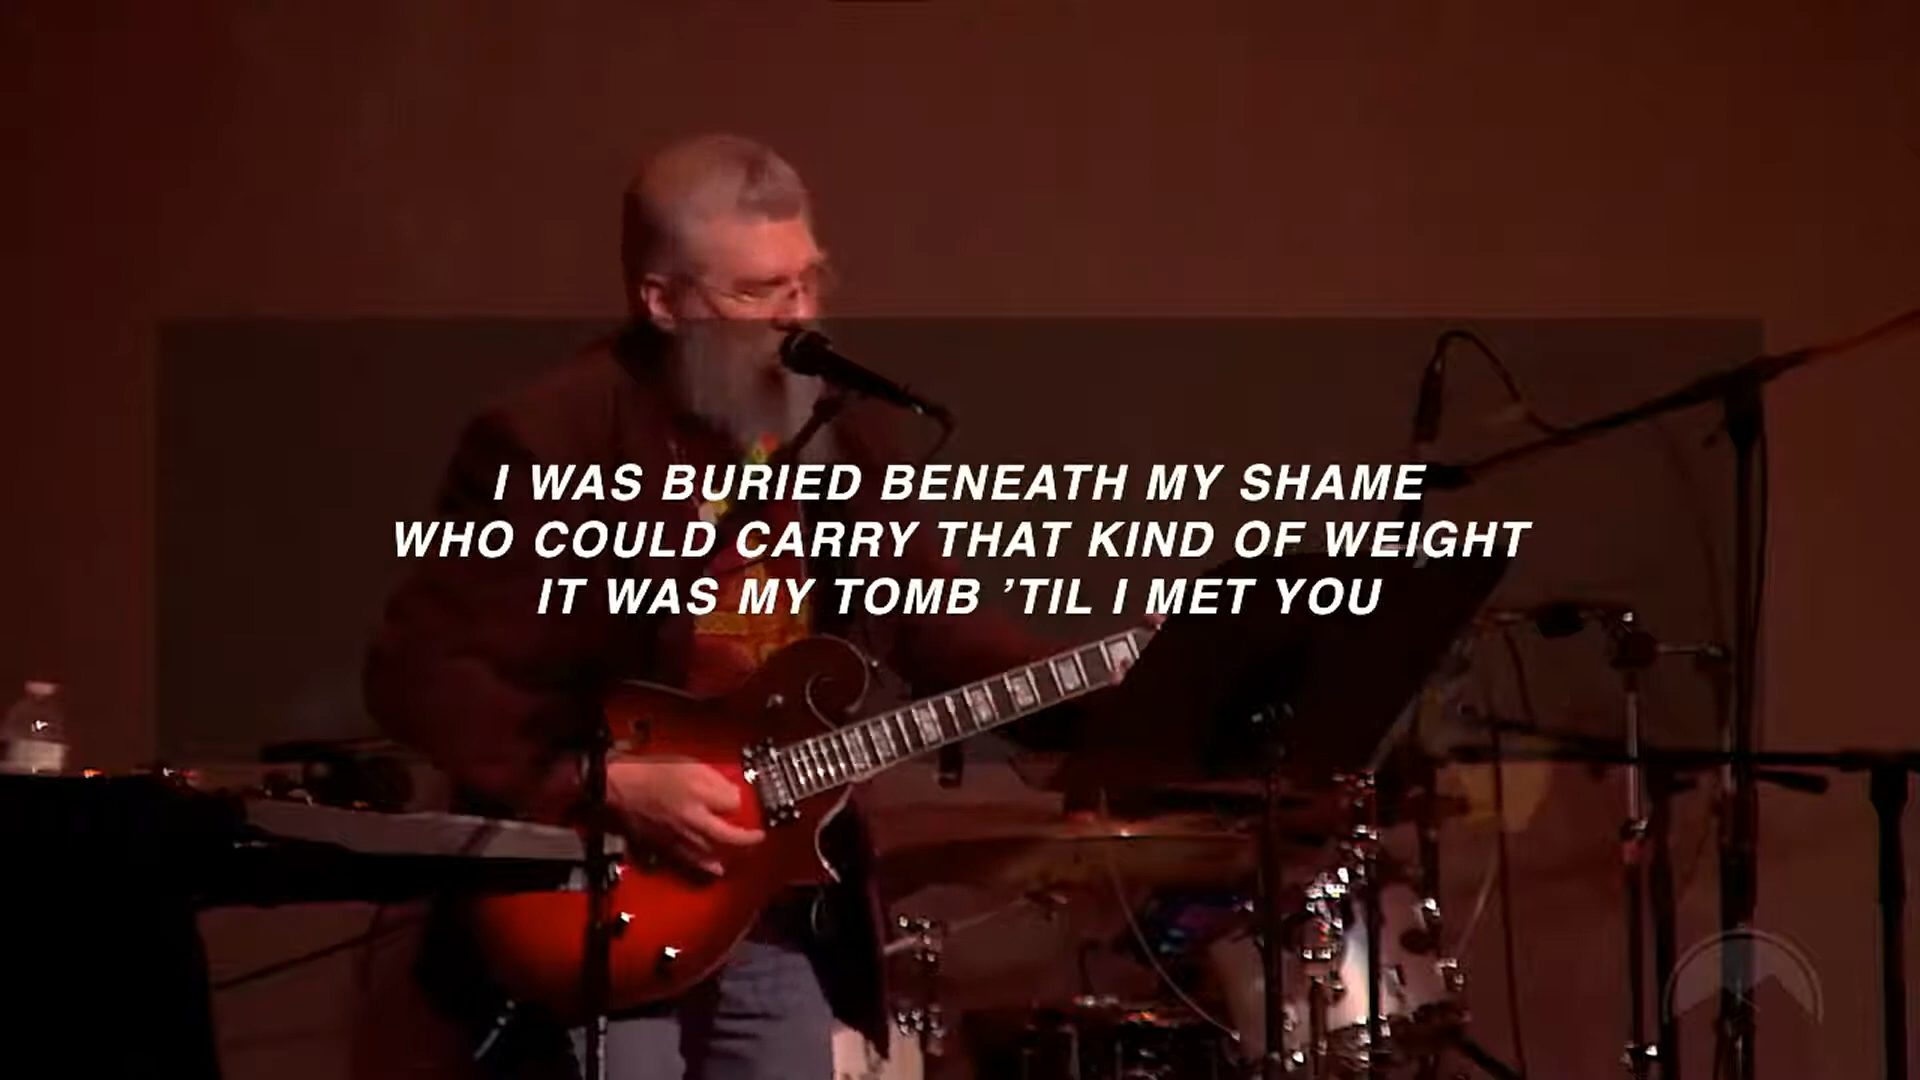 I WAS BURIED BENEATH MY SHAME
WHO COULD CARRY THAT KIND OF WEIGHT
IT WAS MY TOMB ’TIL I MET YOU